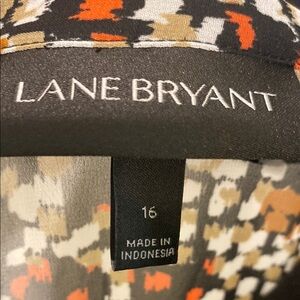 LANE BRYANT
16
MADE IN
INDONESIA